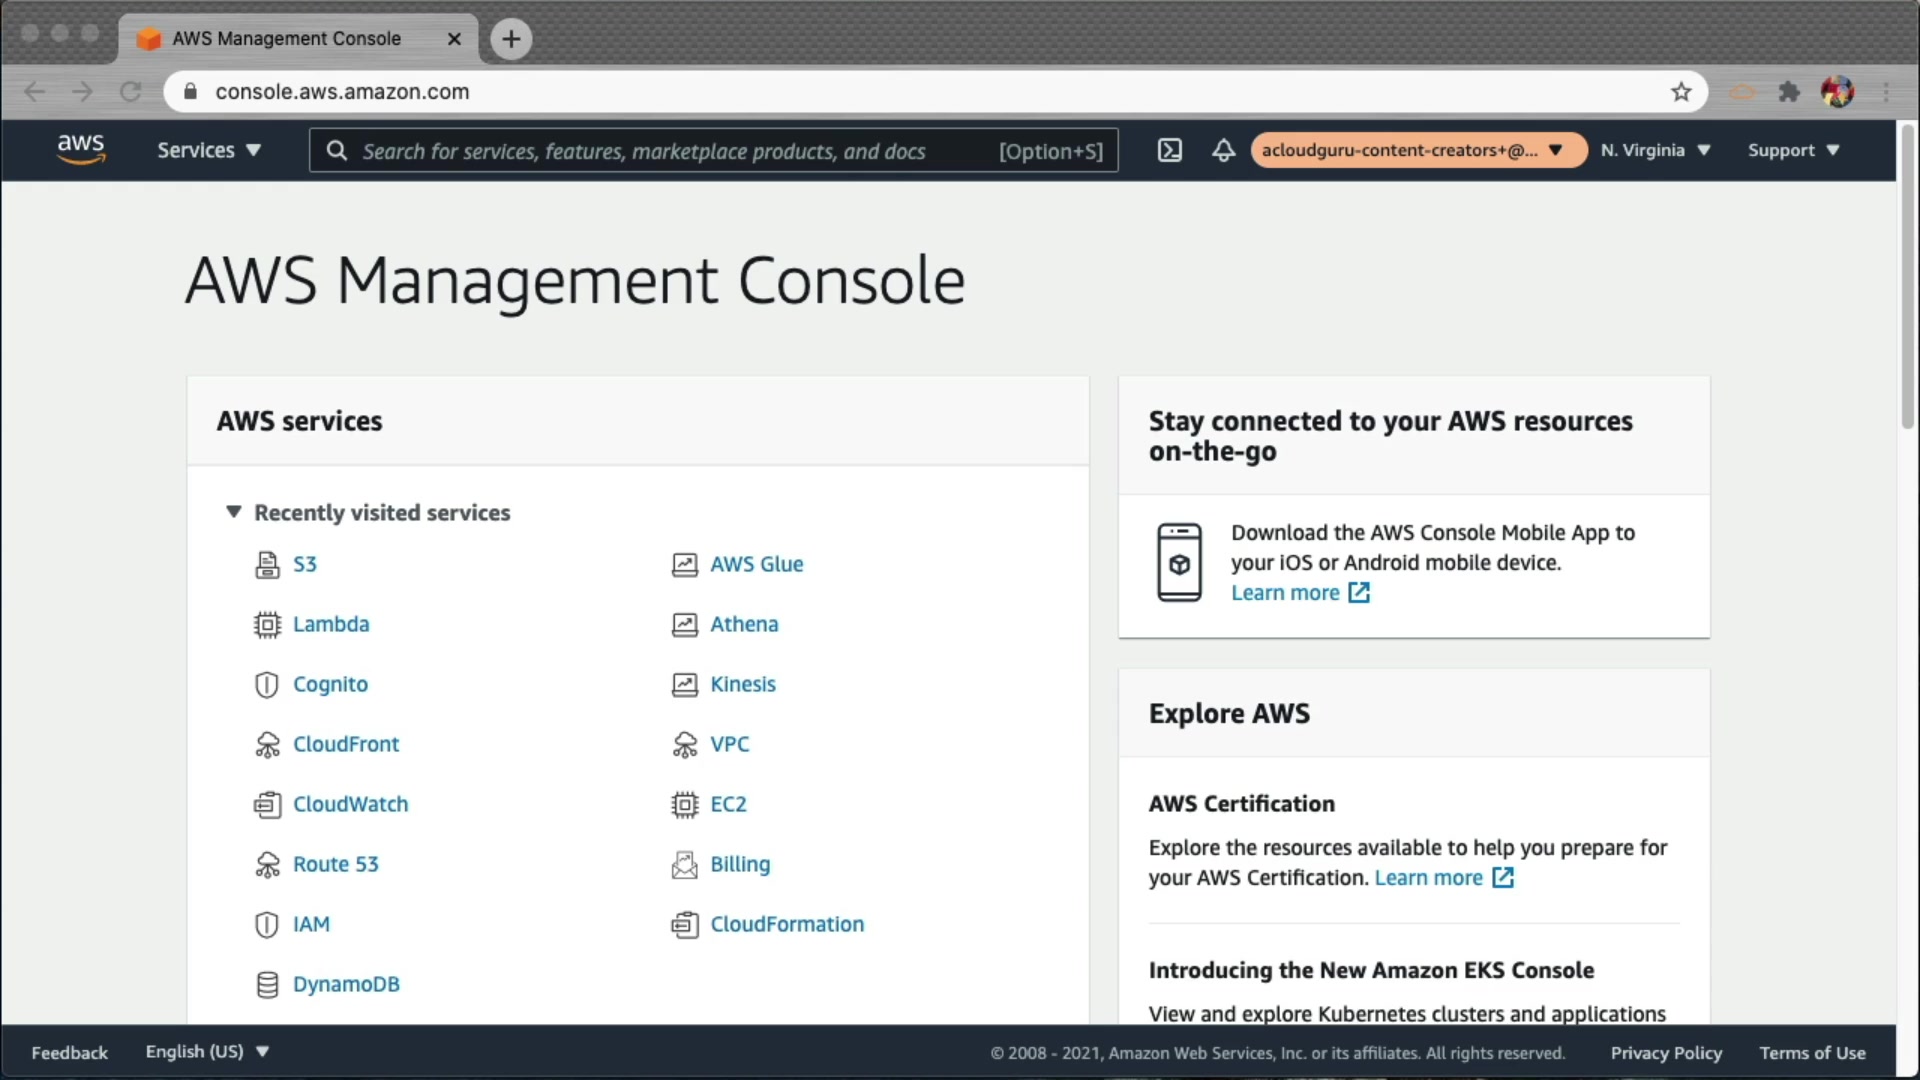 AWS Management Console
console.aws.amazon.com
aws
Services
Search for services, features, marketplace products, and docs
[Option+S]
acloudguru-content-creators+@...
N. Virginia
Support
AWS Management Console
AWS services
Recently visited services
S3
Lambda
Cognito
CloudFront
CloudWatch
Route 53
IAM
DynamoDB
AWS Glue
Athena
Kinesis
VPC
EC2
Billing
CloudFormation
Stay connected to your AWS resources
on-the-go
Download the AWS Console Mobile App to
your iOS or Android mobile device.
Learn more
Explore AWS
AWS Certification
Explore the resources available to help you prepare for
your AWS Certification. Learn more
Introducing the New Amazon EKS Console
View and explore Kubernetes clusters and applications
Feedback
English (US)
© 2008 - 2021, Amazon Web Services, Inc. or its affiliates. All rights reserved.
Privacy Policy
Terms of Use